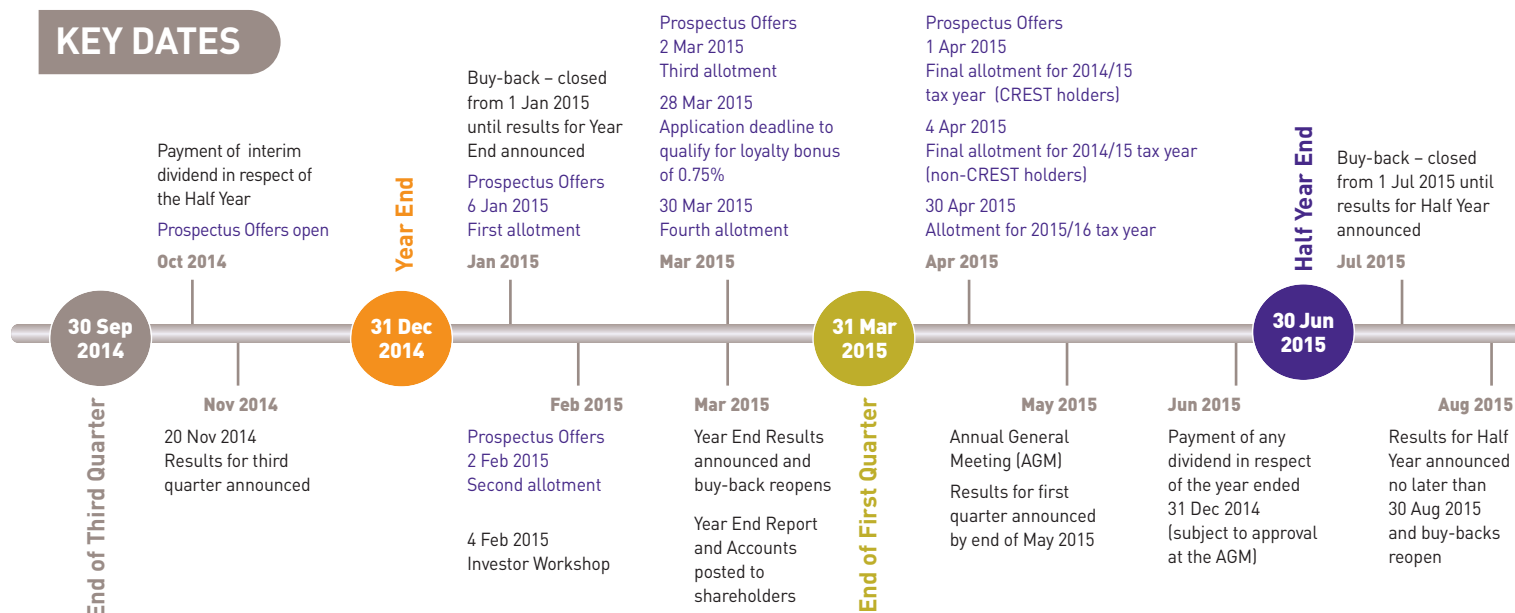 KEY DATES
Payment of interim
dividend in respect of
the Half Year
Prospectus Offers open
Oct 2014
Year End
Buy-back – closed
from 1 Jan 2015
until results for Year
End announced
Prospectus Offers
6 Jan 2015
First allotment
Jan 2015
Prospectus Offers
2 Mar 2015
Third allotment
28 Mar 2015
Application deadline to
qualify for loyalty bonus
of 0.75%
30 Mar 2015
Fourth allotment
Mar 2015
Prospectus Offers
1 Apr 2015
Final allotment for 2014/15
tax year (CREST holders)
4 Apr 2015
Final allotment for 2014/15 tax year
(non-CREST holders)
30 Apr 2015
Allotment for 2015/16 tax year
Apr 2015
Half Year End
Buy-back – closed
from 1 Jul 2015 until
results for Half Year
announced
Jul 2015
30 Sep
2014
31 Dec
2014
31 Mar
2015
30 Jun
2015
End of Third Quarter
Nov 2014
20 Nov 2014
Results for third
quarter announced
Feb 2015
Prospectus Offers
2 Feb 2015
Second allotment
4 Feb 2015
Investor Workshop
Mar 2015
Year End Results
announced and
buy-back reopens
Year End Report
and Accounts
posted to
shareholders
End of First Quarter
May 2015
Annual General
Meeting (AGM)
Results for first
quarter announced
by end of May 2015
Jun 2015
Payment of any
dividend in respect
of the year ended
31 Dec 2014
(subject to approval
at the AGM)
Aug 2015
Results for Half
Year announced
no later than
30 Aug 2015
and buy-backs
reopen